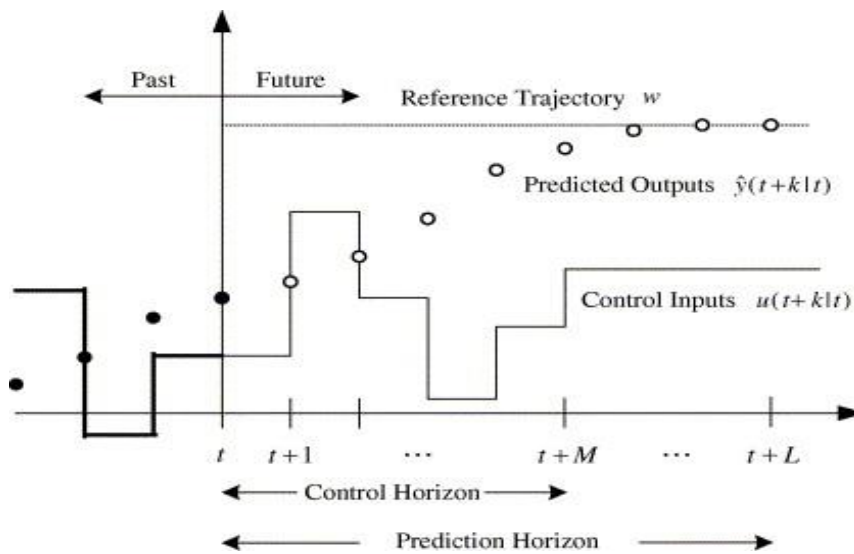 Past Future
Reference Trajectory w
Predicted Outputs ŷ(t+k|t)
Control Inputs u(t+k|t)
t t+1 ⋯ t+M ⋯ t+L
Control Horizon
Prediction Horizon